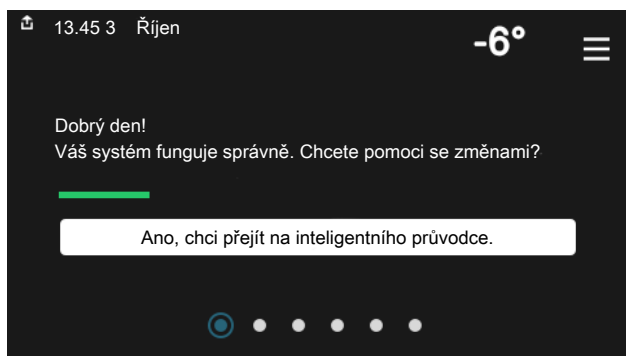 13.45 3 Říjen
-6°
Dobrý den!
Váš systém funguje správně. Chcete pomoci se změnami?
Ano, chci přejít na inteligentního průvodce.